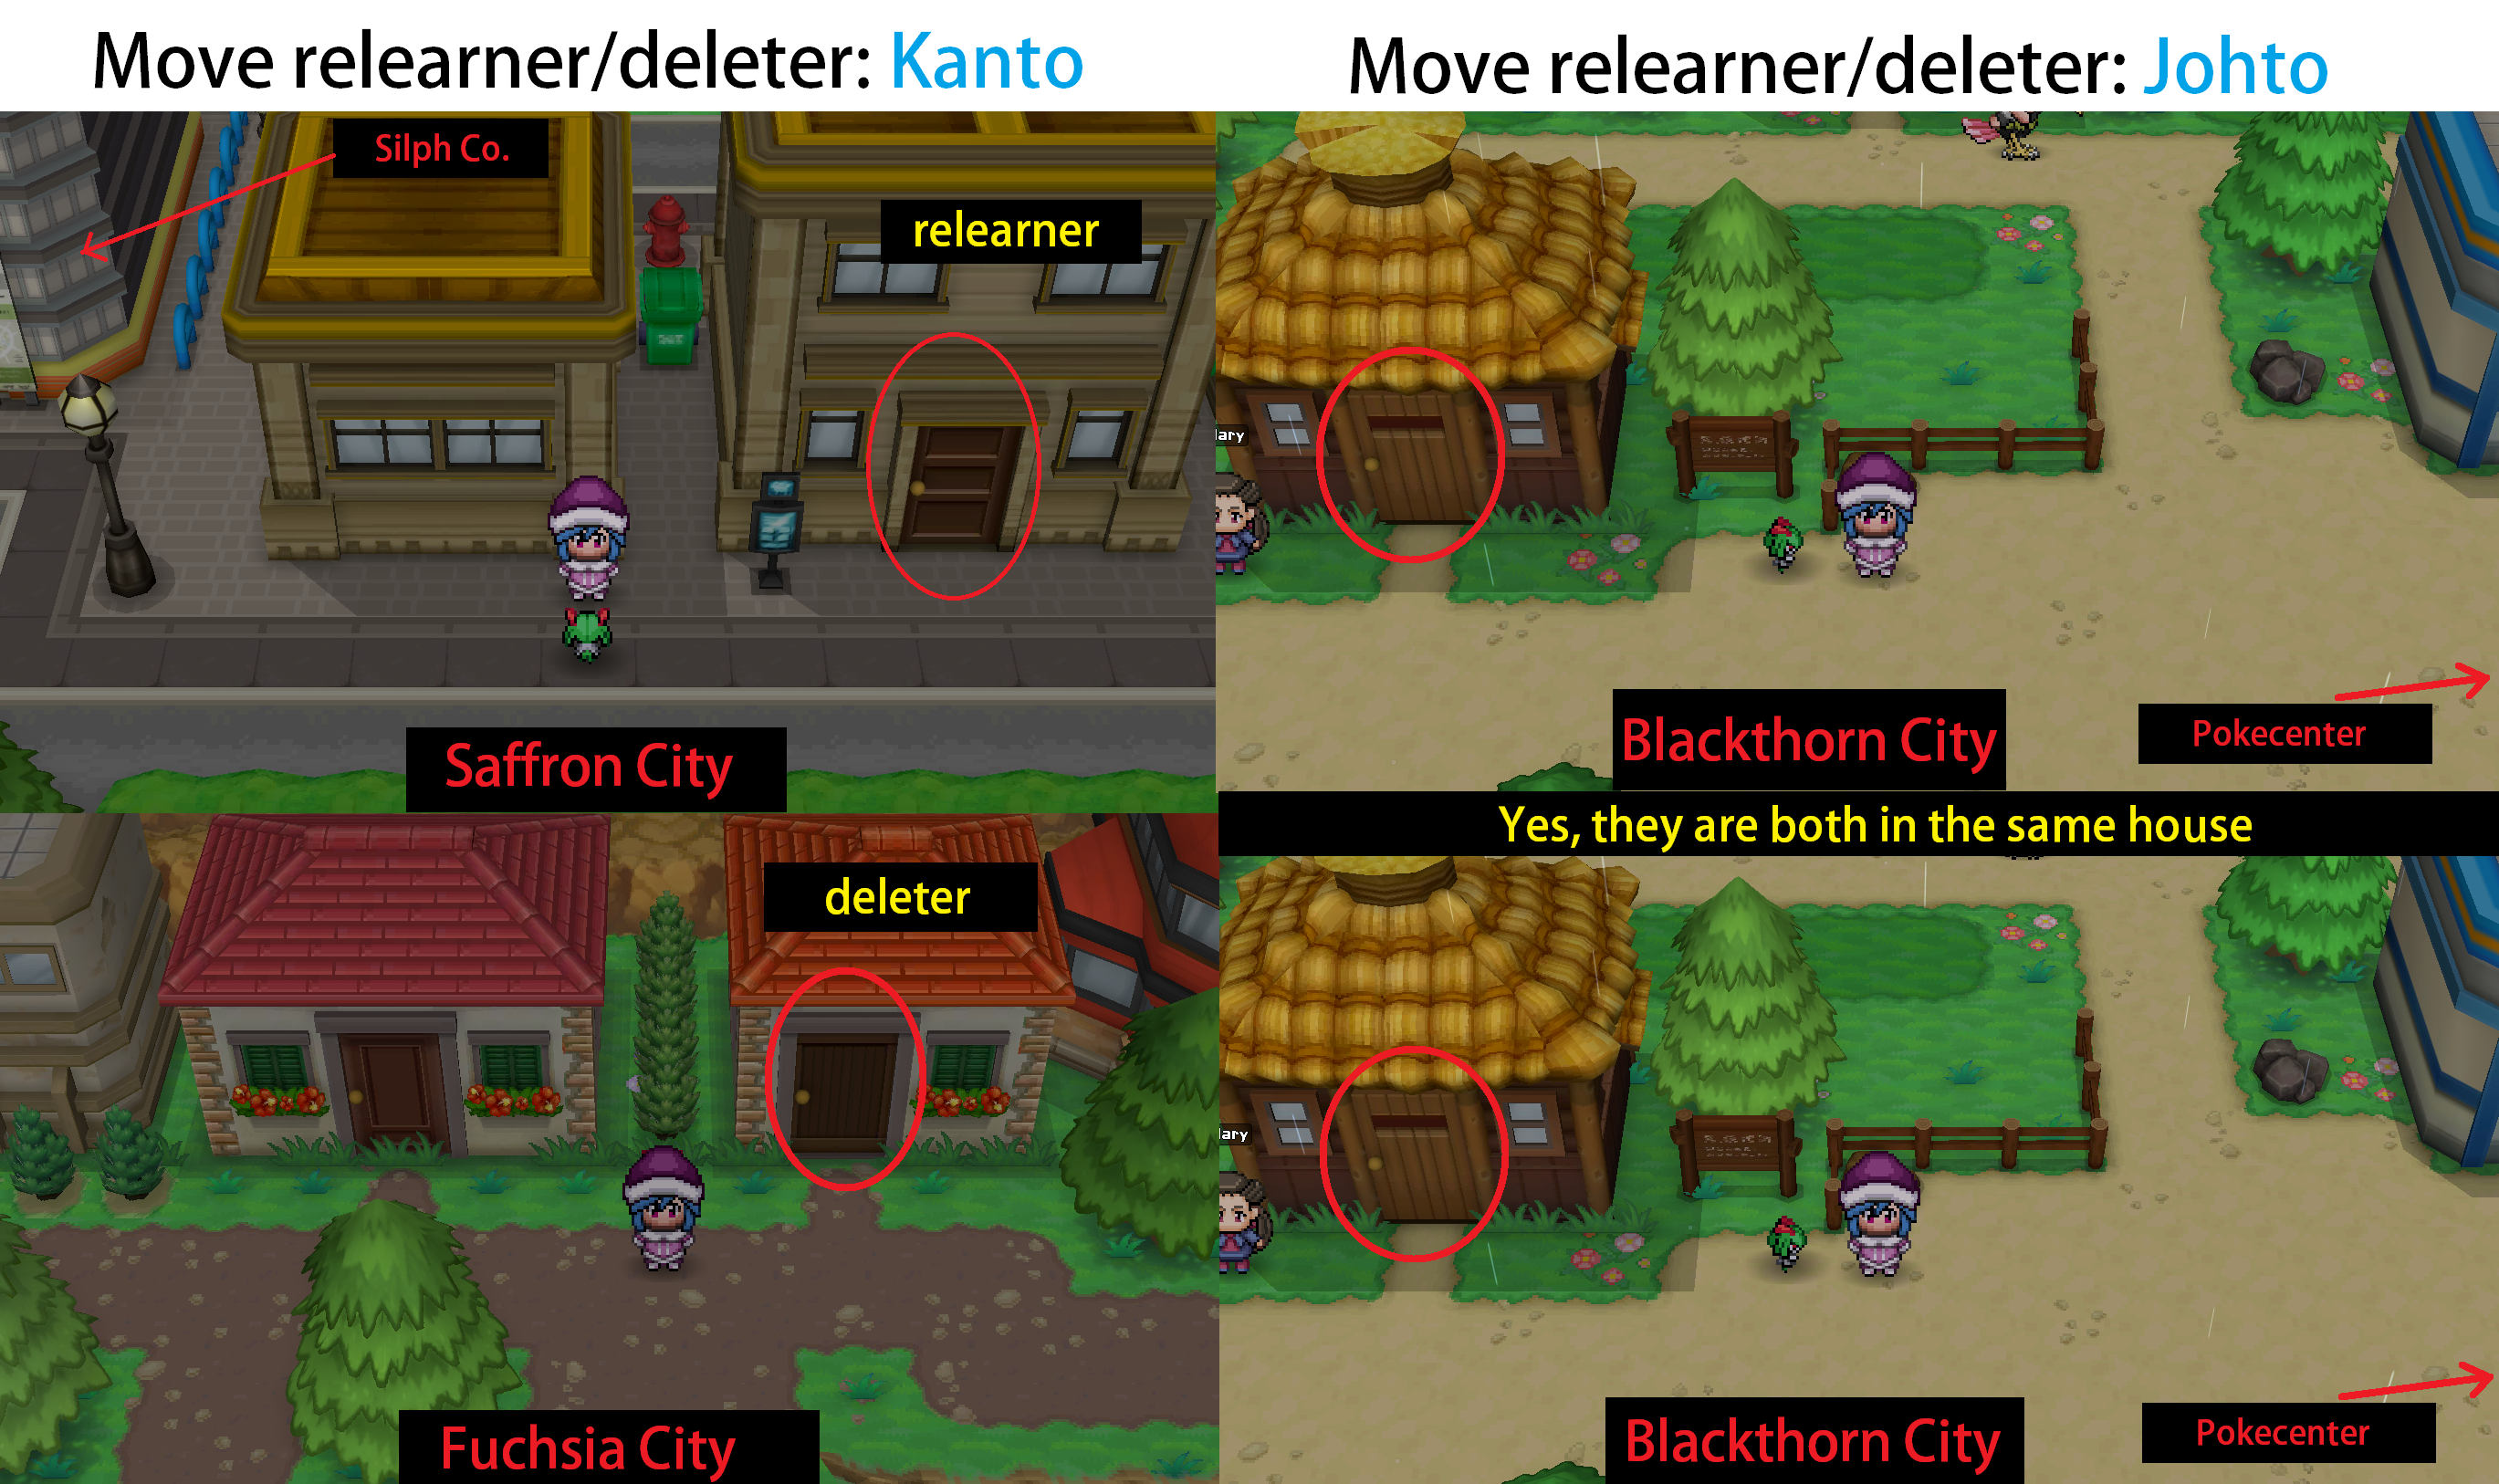 Move relearner/deleter: Kanto
Move relearner/deleter: Johto
Silph Co.
relearner
lary
Saffron City
Blackthorn City
Pokecenter
Yes, they are both in the same house
deleter
lary
Fuchsia City
Blackthorn City
Pokecenter